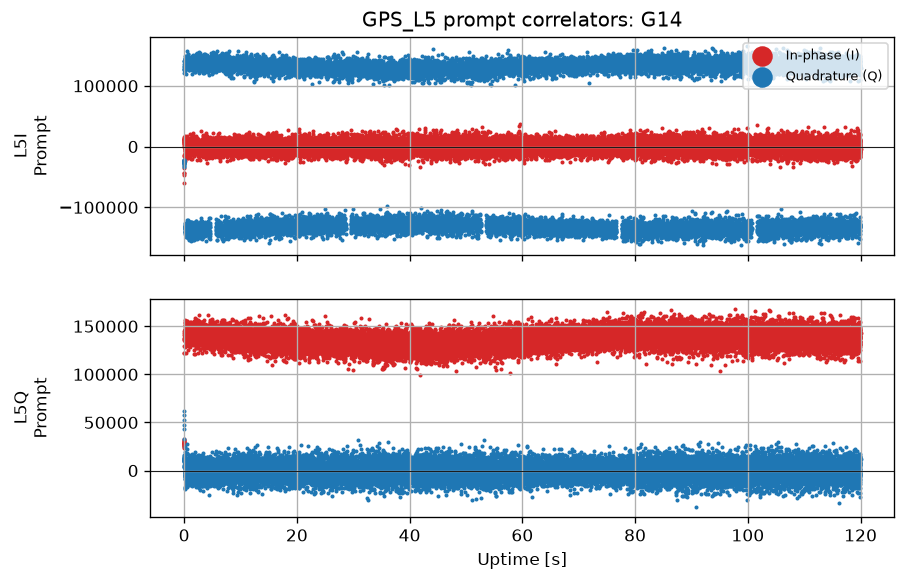 GPS_L5 prompt correlators: G14
In-phase (I)
Quadrature (Q)
L5I
Prompt
100000
0
−100000
L5Q
Prompt
150000
100000
50000
0
0 20 40 60 80 100 120
Uptime [s]